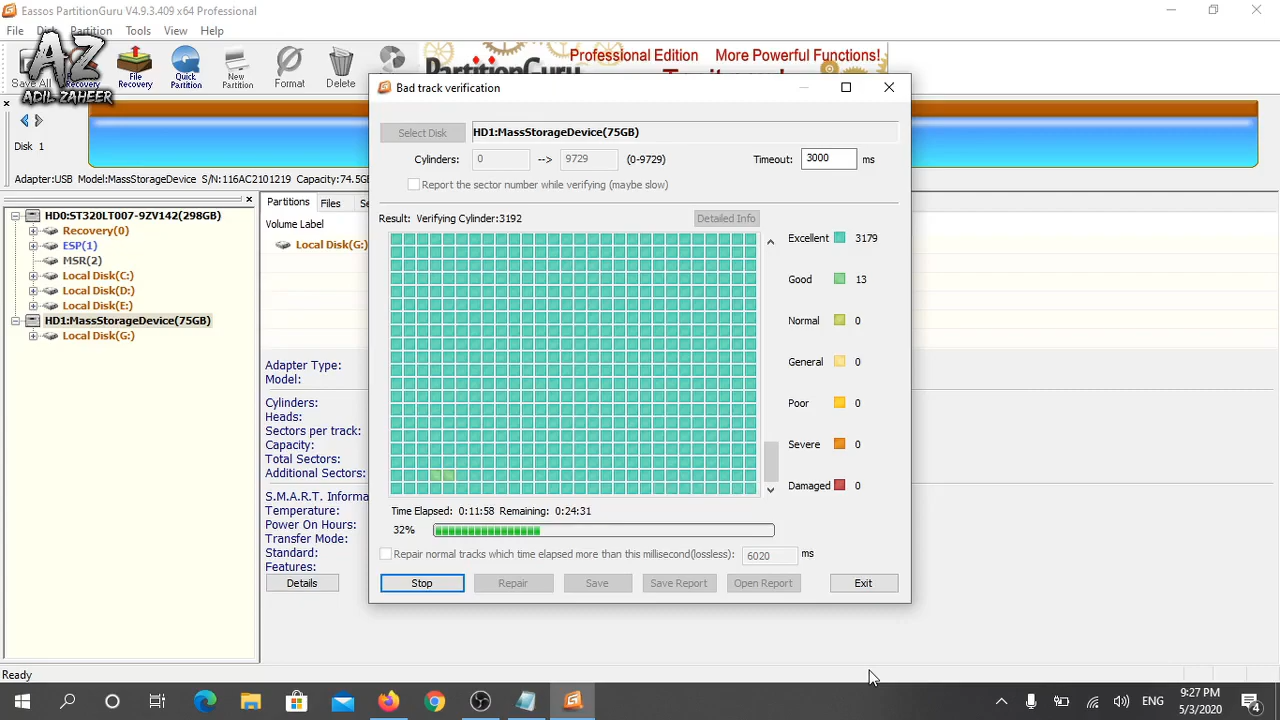 Eassos PartitionGuru V4.9.3.409 x64 Professional
File Disk Partition Tools View Help
Save All Recovery File Recovery Quick Partition New Partition Format Delete
Professional Edition More Powerful Functions!
PartitionGuru
AZ
ADIL-ZAHEER
Disk 1
Adapter:USB Model:MassStorageDevice S/N:116AC2101219 Capacity:74.5G
HD0:ST320LT007-9ZV142(298GB)
Recovery(0)
ESP(1)
MSR(2)
Local Disk(C:)
Local Disk(D:)
Local Disk(E:)
HD1:MassStorageDevice(75GB)
Local Disk(G:)
Partitions Files Se
Volume Label
Local Disk(G:)
Adapter Type:
Model:
Cylinders:
Heads:
Sectors per track:
Capacity:
Total Sectors:
Additional Sectors:
S.M.A.R.T. Informa
Temperature:
Power On Hours:
Transfer Mode:
Standard:
Features:
Details
Bad track verification
Select Disk HD1:MassStorageDevice(75GB)
Cylinders: 0 --> 9729 (0-9729) Timeout: 3000 ms
Report the sector number while verifying (maybe slow)
Result: Verifying Cylinder:3192 Detailed Info
Excellent 3179
Good 13
Normal 0
General 0
Poor 0
Severe 0
Damaged 0
Time Elapsed: 0:11:58 Remaining: 0:24:31
32%
Repair normal tracks which time elapsed more than this millisecond(lossless): 6020 ms
Stop Repair Save Save Report Open Report Exit
Ready
ENG
9:27 PM
5/3/2020
4